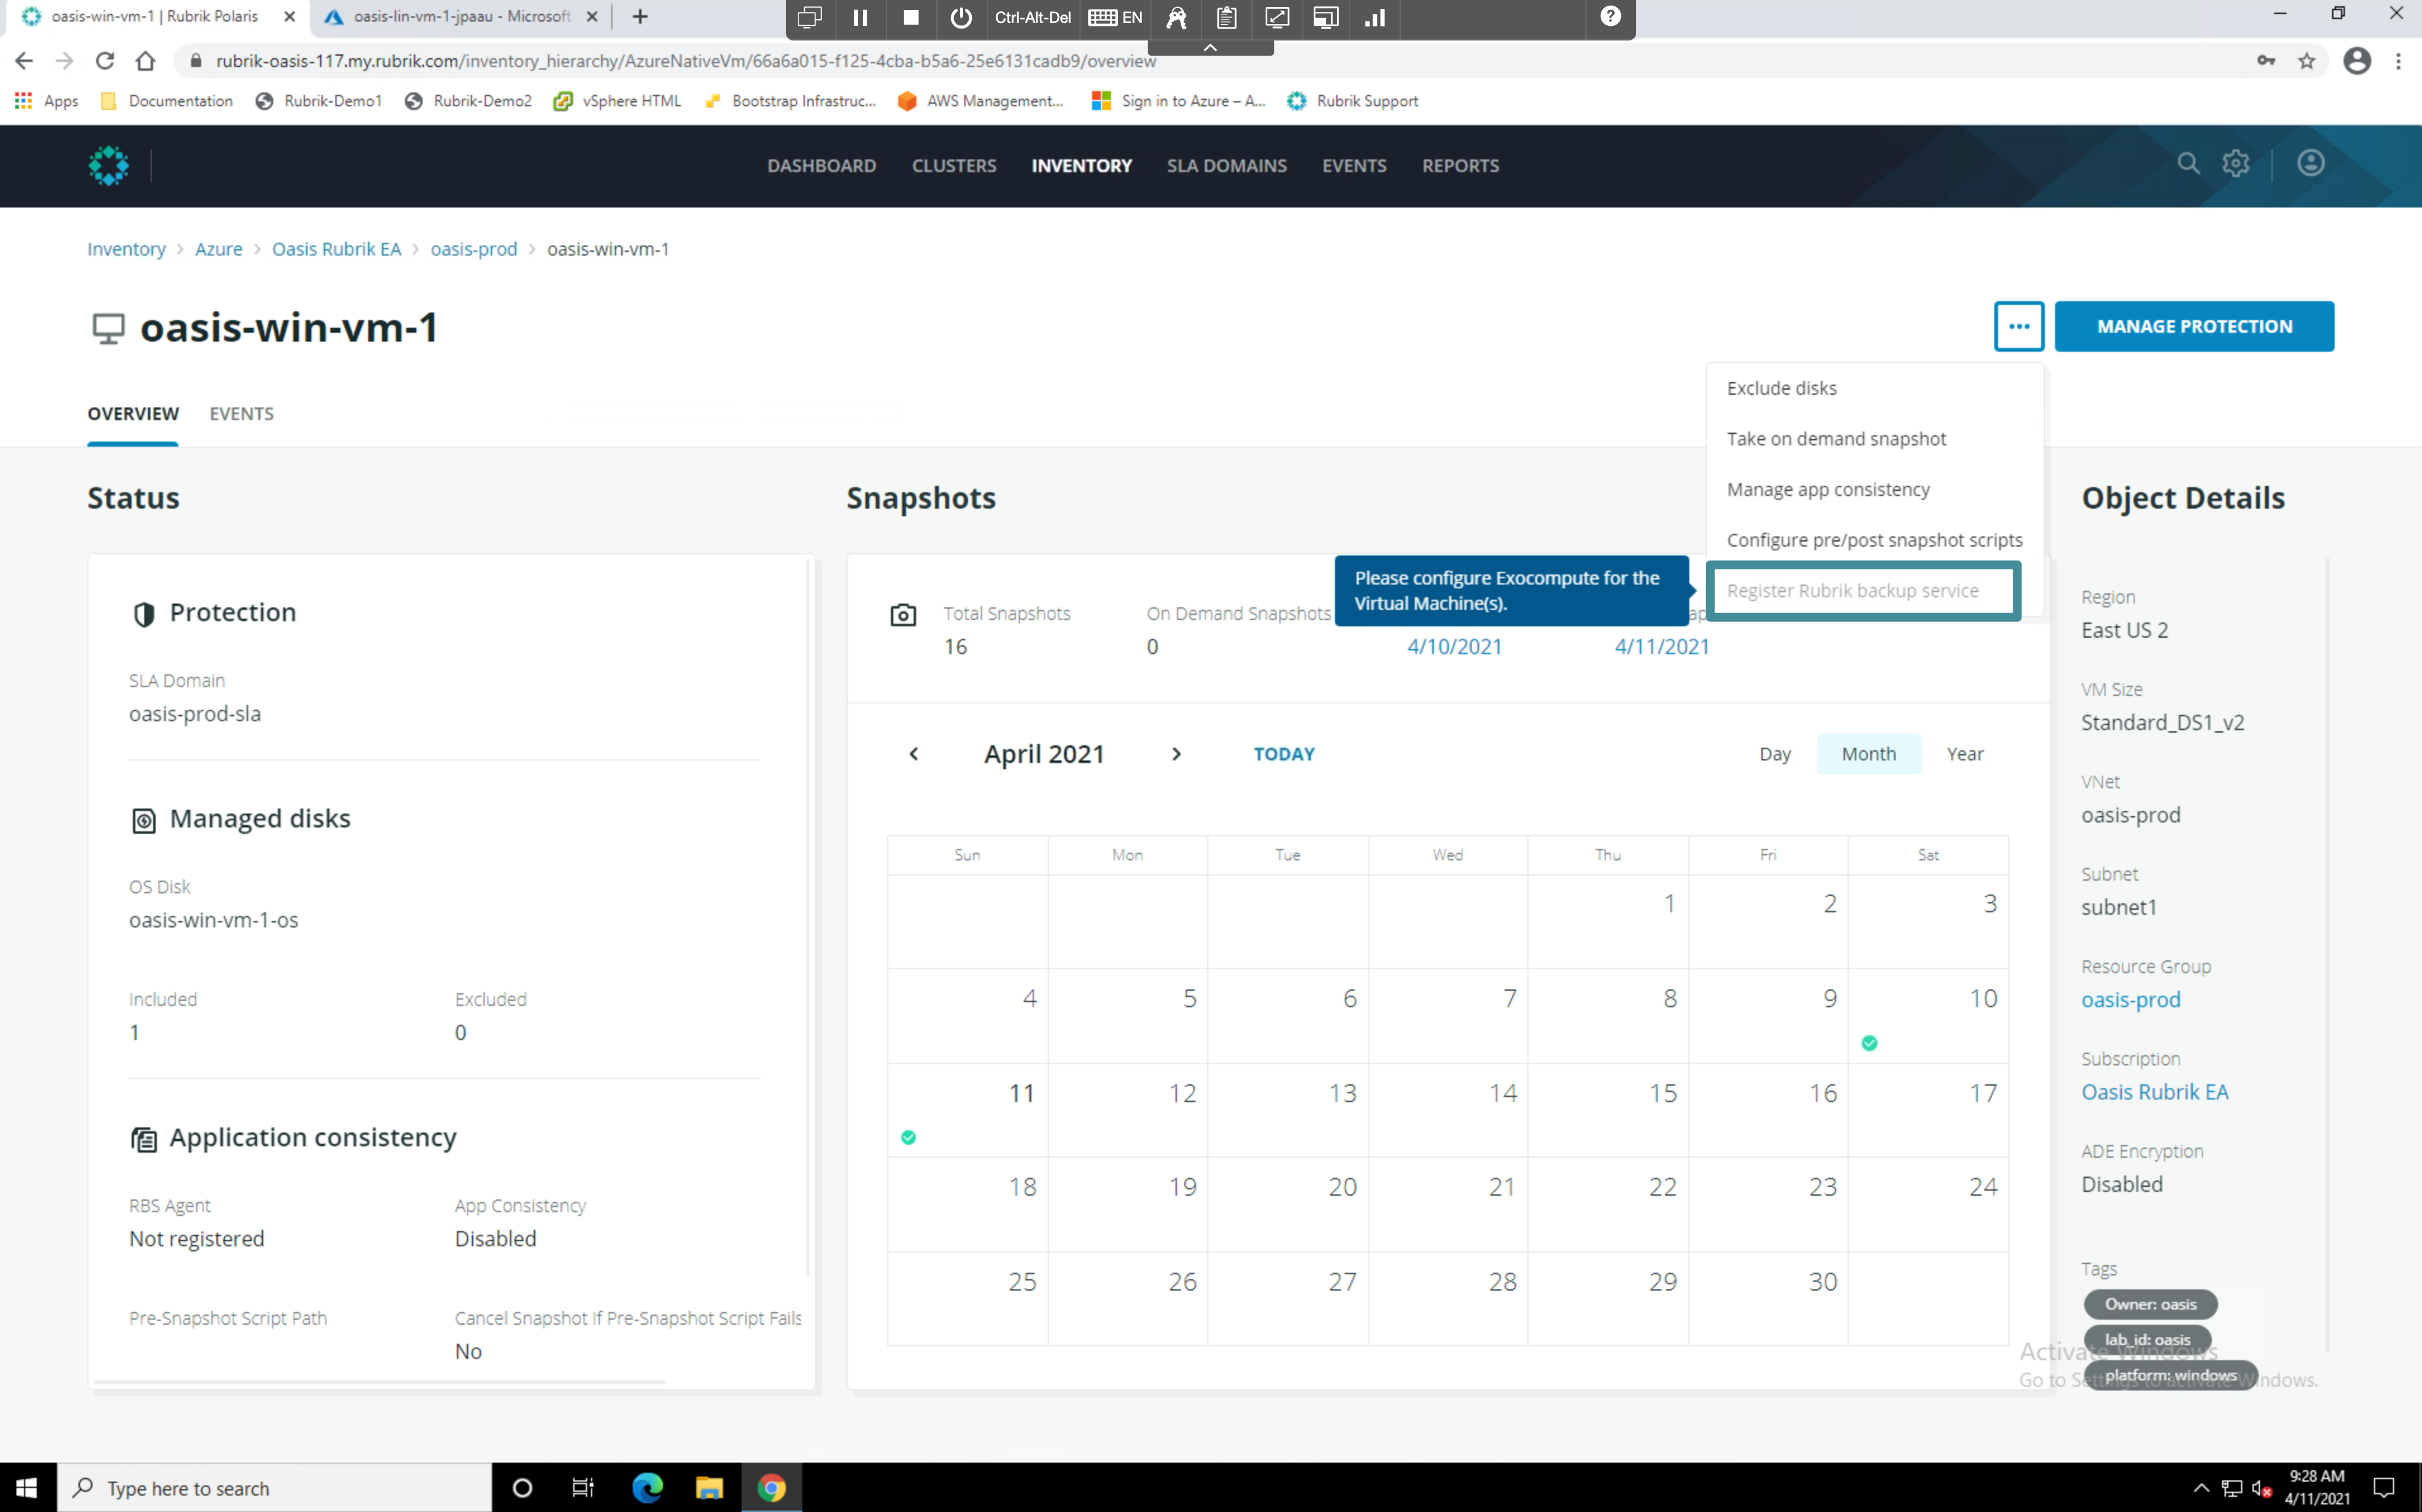 oasis-win-vm-1 | Rubrik Polaris
oasis-lin-vm-1-jpaau - Microsoft
Ctrl-Alt-Del
EN
rubrik-oasis-117.my.rubrik.com/inventory_hierarchy/AzureNativeVm/66a6a015-f125-4cba-b5a6-25e6131cadb9/overview
Apps
Documentation
Rubrik-Demo1
Rubrik-Demo2
vSphere HTML
Bootstrap Infrastruc...
AWS Management...
Sign in to Azure – A...
Rubrik Support
DASHBOARD
CLUSTERS
INVENTORY
SLA DOMAINS
EVENTS
REPORTS
Inventory > Azure > Oasis Rubrik EA > oasis-prod > oasis-win-vm-1
oasis-win-vm-1
...
MANAGE PROTECTION
OVERVIEW
EVENTS
Exclude disks
Take on demand snapshot
Manage app consistency
Configure pre/post snapshot scripts
Register Rubrik backup service
Please configure Exocompute for the
Virtual Machine(s).
Status
Protection
SLA Domain
oasis-prod-sla
Managed disks
OS Disk
oasis-win-vm-1-os
Included
1
Excluded
0
Application consistency
RBS Agent
Not registered
App Consistency
Disabled
Pre-Snapshot Script Path
Cancel Snapshot If Pre-Snapshot Script Fails
No
Snapshots
Total Snapshots
16
On Demand Snapshots
0
4/10/2021
4/11/2021
April 2021
TODAY
Day
Month
Year
Sun Mon Tue Wed Thu Fri Sat
1 2 3
4 5 6 7 8 9 10
11 12 13 14 15 16 17
18 19 20 21 22 23 24
25 26 27 28 29 30
Object Details
Region
East US 2
VM Size
Standard_DS1_v2
VNet
oasis-prod
Subnet
subnet1
Resource Group
oasis-prod
Subscription
Oasis Rubrik EA
ADE Encryption
Disabled
Tags
Owner: oasis
lab_id: oasis
platform: windows
Activate Windows
Go to Settings to activate Windows.
Type here to search
9:28 AM
4/11/2021